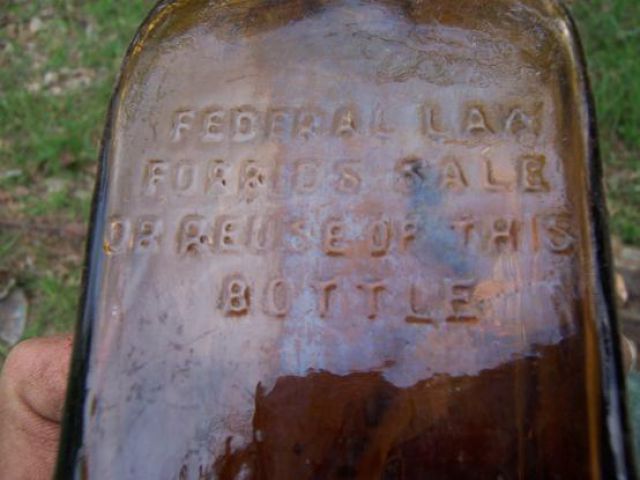 FEDERAL LAW
FORBIDS SALE
OR REUSE OF THIS
BOTTLE